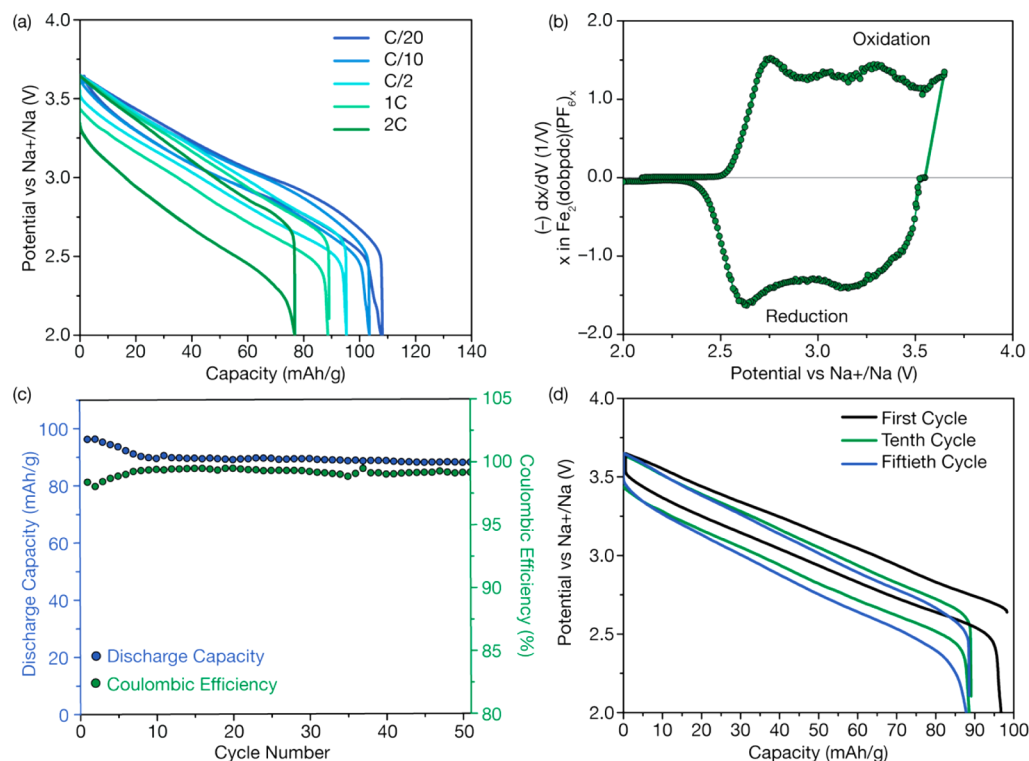 (a)
4.0
3.5
3.0
2.5
2.0
Potential vs Na+/Na (V)
C/20
C/10
C/2
1C
2C
0 20 40 60 80 100 120 140
Capacity (mAh/g)
(b)
2.0
1.0
0.0
−1.0
−2.0
(−) dx/dV (1/V)
x in Fe₂(dobpdc)(PF₆)ₓ
Oxidation
Reduction
2.0 2.5 3.0 3.5 4.0
Potential vs Na+/Na (V)
(c)
100
80
60
40
20
0
Discharge Capacity (mAh/g)
Discharge Capacity
Coulombic Efficiency
105
100
95
90
85
80
Coulombic Efficiency (%)
0 10 20 30 40 50
Cycle Number
(d)
4.0
3.5
3.0
2.5
2.0
Potential vs Na+/Na (V)
First Cycle
Tenth Cycle
Fiftieth Cycle
0 10 20 30 40 50 60 70 80 90 100
Capacity (mAh/g)